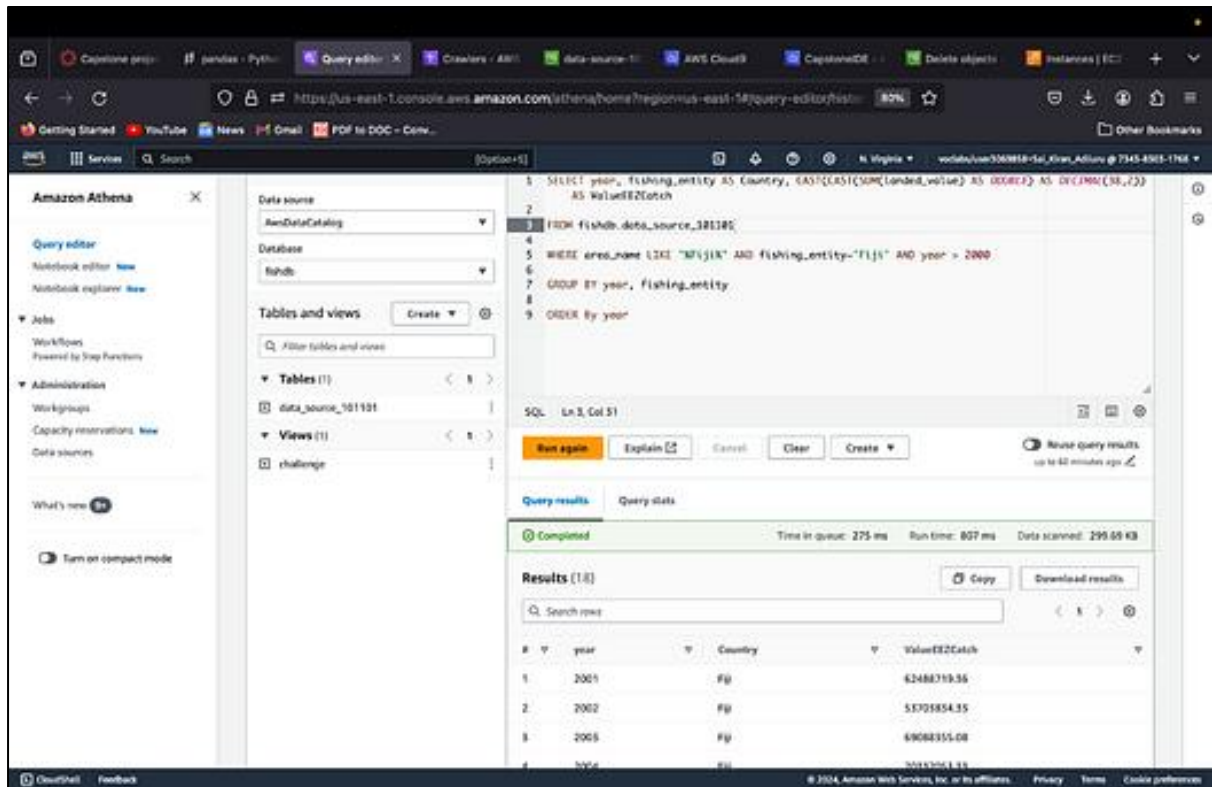 Capstone proje
pandas - Pytho
Query editor
Crawlers - AWS
data-source-1
AWS Cloud9
CapstoneIDE
Delete objects
Instances | EC2
https://us-east-1.console.aws.amazon.com/athena/home?region=us-east-1#/query-editor/histor
80%
Getting Started
YouTube
News
Gmail
PDF to DOC – Conv...
Other Bookmarks
aws
Services
Search
[Option+S]
N. Virginia
Amazon Athena
Query editor
Notebook editor New
Notebook explorer New
Jobs
Workflows
Powered by Step Functions
Administration
Workgroups
Capacity reservations New
Data sources
What's new 9+
Turn on compact mode
Data source
AwsDataCatalog
Database
fishdb
Tables and views
Create
Filter tables and views
Tables (1)
< 1 >
data_source_101101
Views (1)
< 1 >
challenge
1 SELECT year, fishing_entity AS Country, CAST(CAST(SUM(landed_value) AS DOUBLE) AS DECIMAL(38,2))
AS ValueEEZCatch
2
3 FROM fishdb.data_source_101101
4
5 WHERE area_name LIKE '%Fiji%' AND fishing_entity='Fiji' AND year > 2000
6
7 GROUP BY year, fishing_entity
8
9 ORDER By year
SQL Ln 3, Col 31
Run again
Explain
Cancel
Clear
Create
Reuse query results
up to 60 minutes ago
Query results
Query stats
Completed
Time in queue: 275 ms
Run time: 807 ms
Data scanned: 299.69 KB
Results (18)
Copy
Download results
Search rows
< 1 >
# year Country ValueEEZCatch
1 2001 Fiji 62488719.56
2 2002 Fiji 53703854.35
3 2003 Fiji 69088355.08
4 2004 Fiji
CloudShell
Feedback
© 2024, Amazon Web Services, Inc. or its affiliates.
Privacy
Terms
Cookie preferences